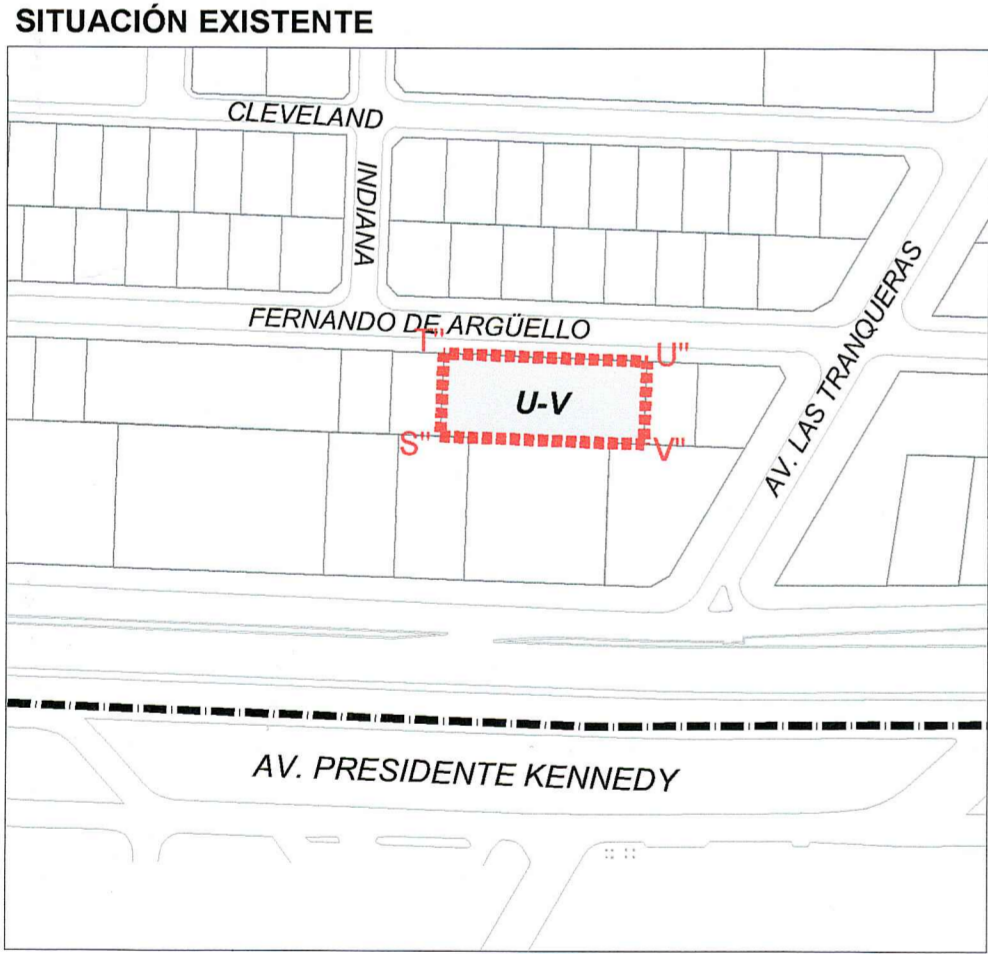 SITUACIÓN EXISTENTE
CLEVELAND
INDIANA
FERNANDO DE ARGÜELLO
T"
U"
U-V
S"
V"
AV. LAS TRANQUERAS
AV. PRESIDENTE KENNEDY